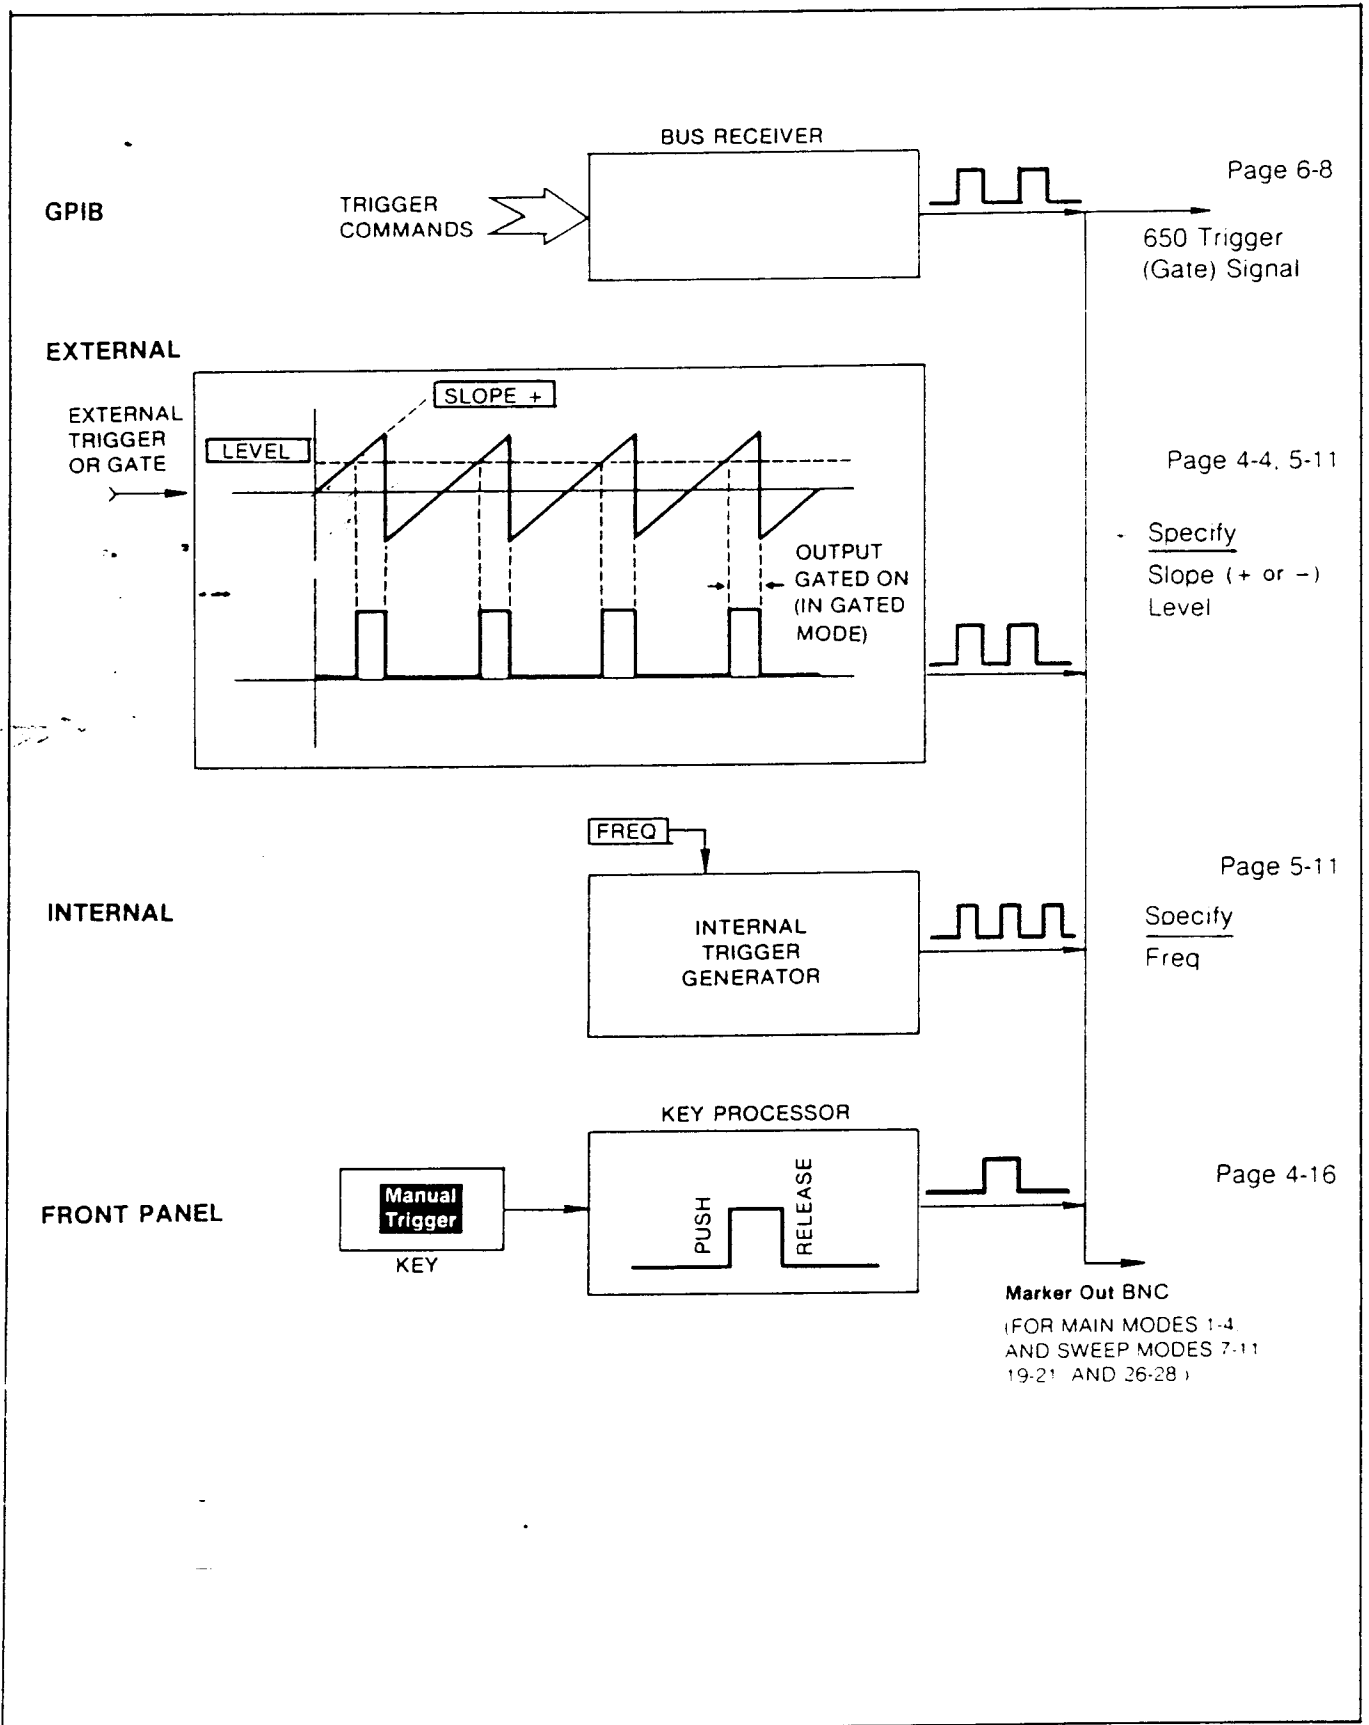 BUS RECEIVER
Page 6-8
GPIB
TRIGGER
COMMANDS
650 Trigger
(Gate) Signal
EXTERNAL
SLOPE +
EXTERNAL
TRIGGER
OR GATE
LEVEL
Page 4-4, 5-11
OUTPUT
GATED ON
(IN GATED
MODE)
Specify
Slope (+ or −)
Level
FREQ
Page 5-11
INTERNAL
INTERNAL
TRIGGER
GENERATOR
Specify
Freq
KEY PROCESSOR
Page 4-16
FRONT PANEL
Manual
Trigger
KEY
PUSH
RELEASE
Marker Out BNC
(FOR MAIN MODES 1-4,
AND SWEEP MODES 7-11
19-21 AND 26-28)